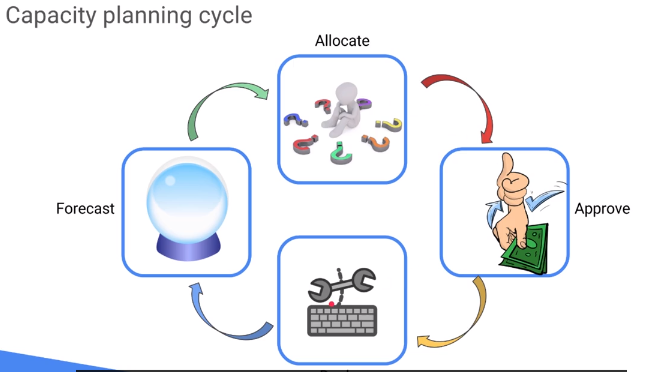 Capacity planning cycle
Allocate
Forecast
Approve